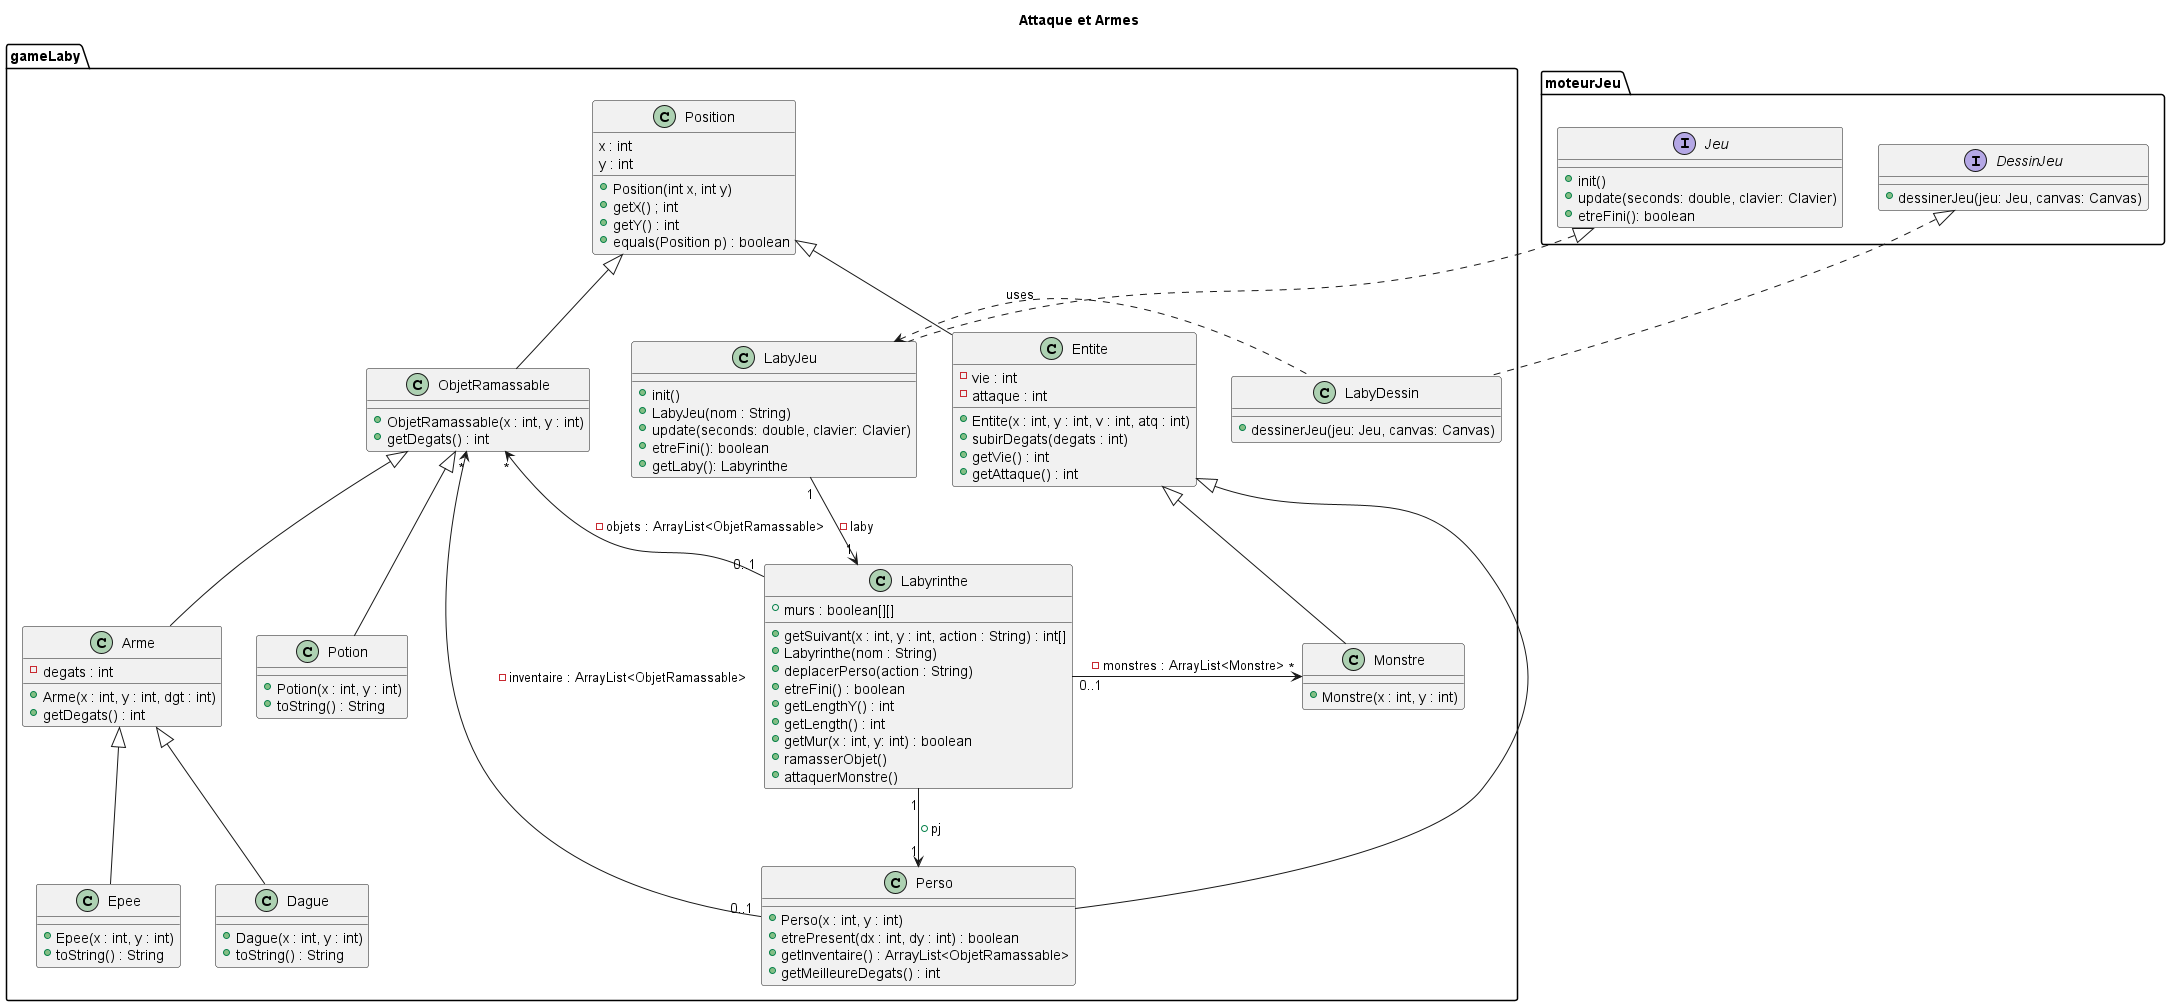 Attaque et Armes
gameLaby
moteurJeu
Position
x : int
y : int
Position(int x, int y)
getX() ; int
getY() : int
equals(Position p) : boolean
Jeu
init()
update(seconds: double, clavier: Clavier)
etreFini(): boolean
DessinJeu
dessinerJeu(jeu: Jeu, canvas: Canvas)
uses
ObjetRamassable
ObjetRamassable(x : int, y : int)
getDegats() : int
LabyJeu
init()
LabyJeu(nom : String)
update(seconds: double, clavier: Clavier)
etreFini(): boolean
getLaby(): Labyrinthe
Entite
vie : int
attaque : int
Entite(x : int, y : int, v : int, atq : int)
subirDegats(degats : int)
getVie() : int
getAttaque() : int
LabyDessin
dessinerJeu(jeu: Jeu, canvas: Canvas)
*
*
1
objets : ArrayList<ObjetRamassable>
laby
1
0..1
Labyrinthe
murs : boolean[][]
getSuivant(x : int, y : int, action : String) : int[]
Labyrinthe(nom : String)
deplacerPerso(action : String)
etreFini() : boolean
getLengthY() : int
getLength() : int
getMur(x : int, y: int) : boolean
ramasserObjet()
attaquerMonstre()
Arme
degats : int
Arme(x : int, y : int, dgt : int)
getDegats() : int
Potion
Potion(x : int, y : int)
toString() : String
inventaire : ArrayList<ObjetRamassable>
monstres : ArrayList<Monstre>
*
0..1
Monstre
Monstre(x : int, y : int)
1
pj
1
Epee
Epee(x : int, y : int)
toString() : String
Dague
Dague(x : int, y : int)
toString() : String
0..1
Perso
Perso(x : int, y : int)
etrePresent(dx : int, dy : int) : boolean
getInventaire() : ArrayList<ObjetRamassable>
getMeilleureDegats() : int